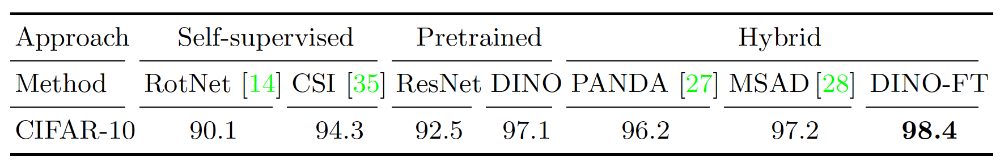 Approach Self-supervised Pretrained Hybrid
Method RotNet [14] CSI [35] ResNet DINO PANDA [27] MSAD [28] DINO-FT
CIFAR-10 90.1 94.3 92.5 97.1 96.2 97.2 98.4